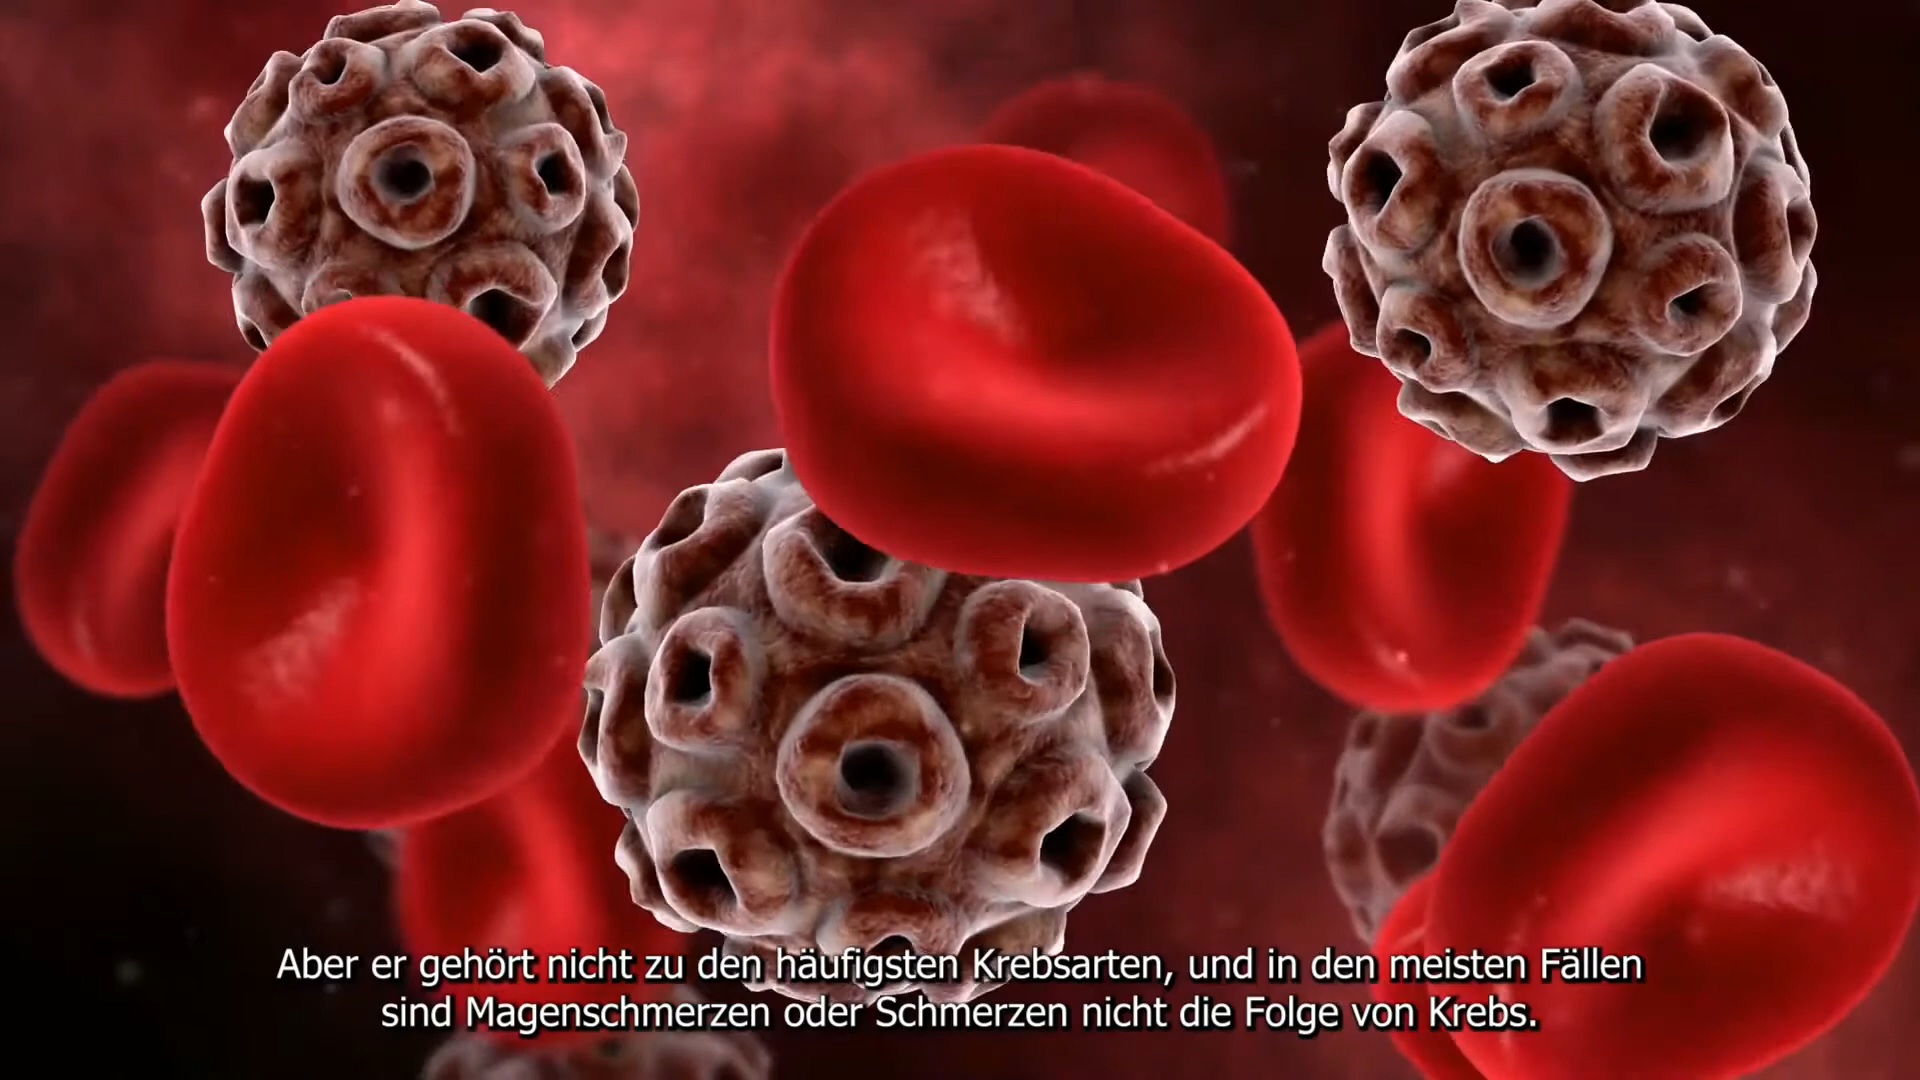 Aber er gehört nicht zu den häufigsten Krebsarten, und in den meisten Fällen
sind Magenschmerzen oder Schmerzen nicht die Folge von Krebs.